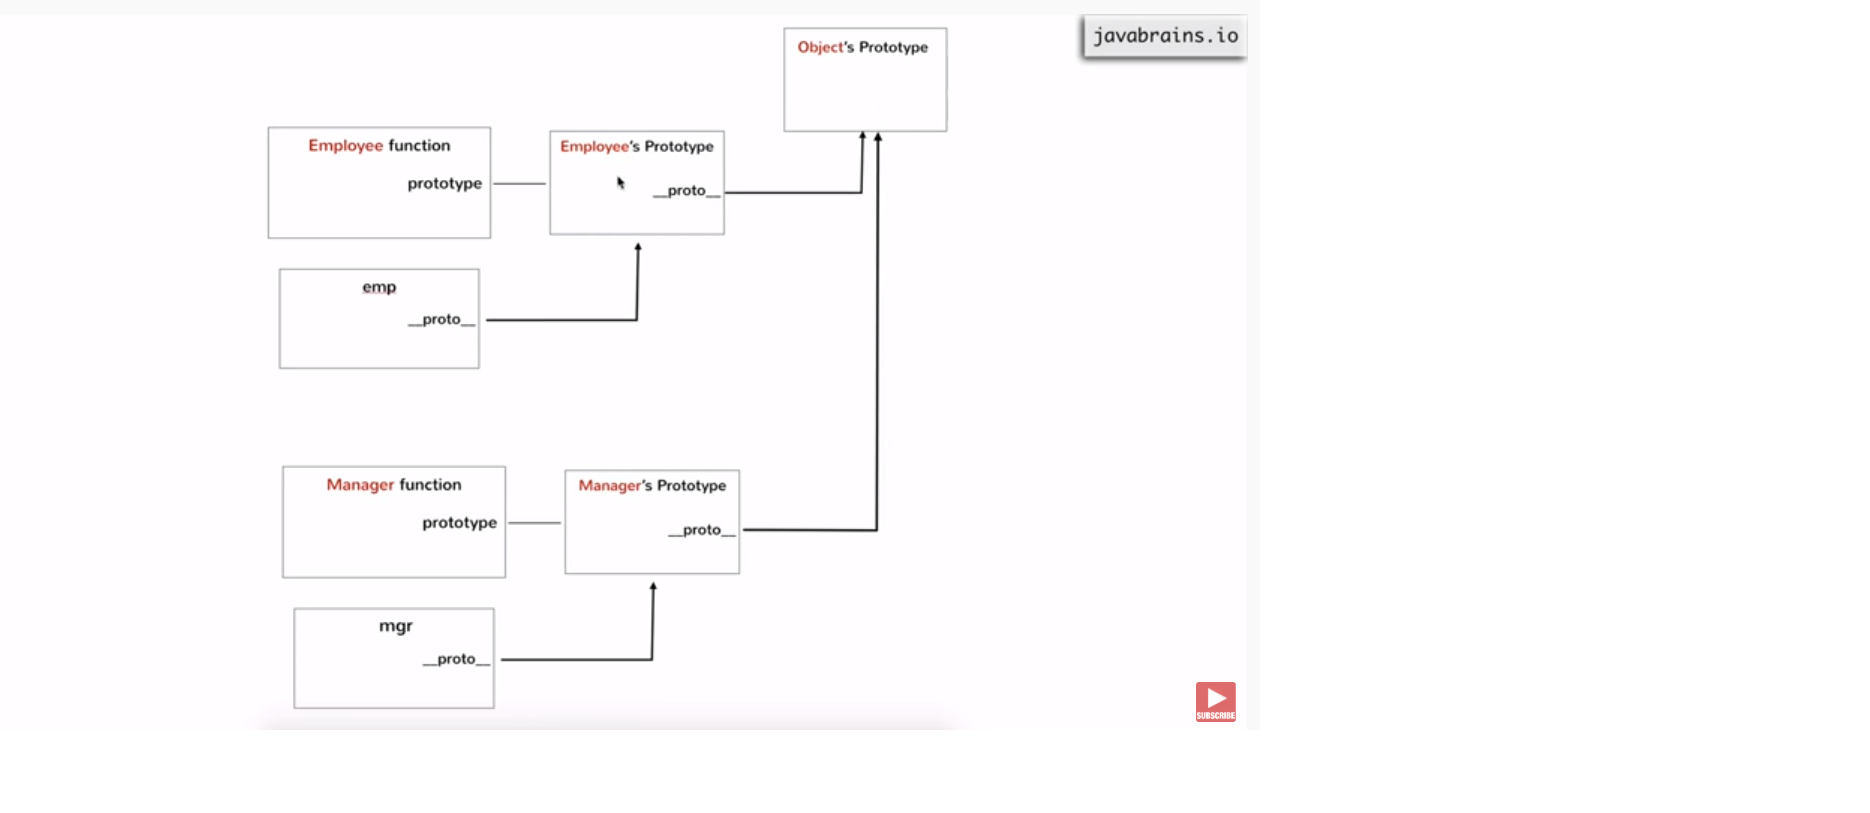 javabrains.io
Object's Prototype
Employee function
prototype
Employee's Prototype
__proto__
emp
__proto__
Manager function
prototype
Manager's Prototype
__proto__
mgr
__proto__
SUBSCRIBE